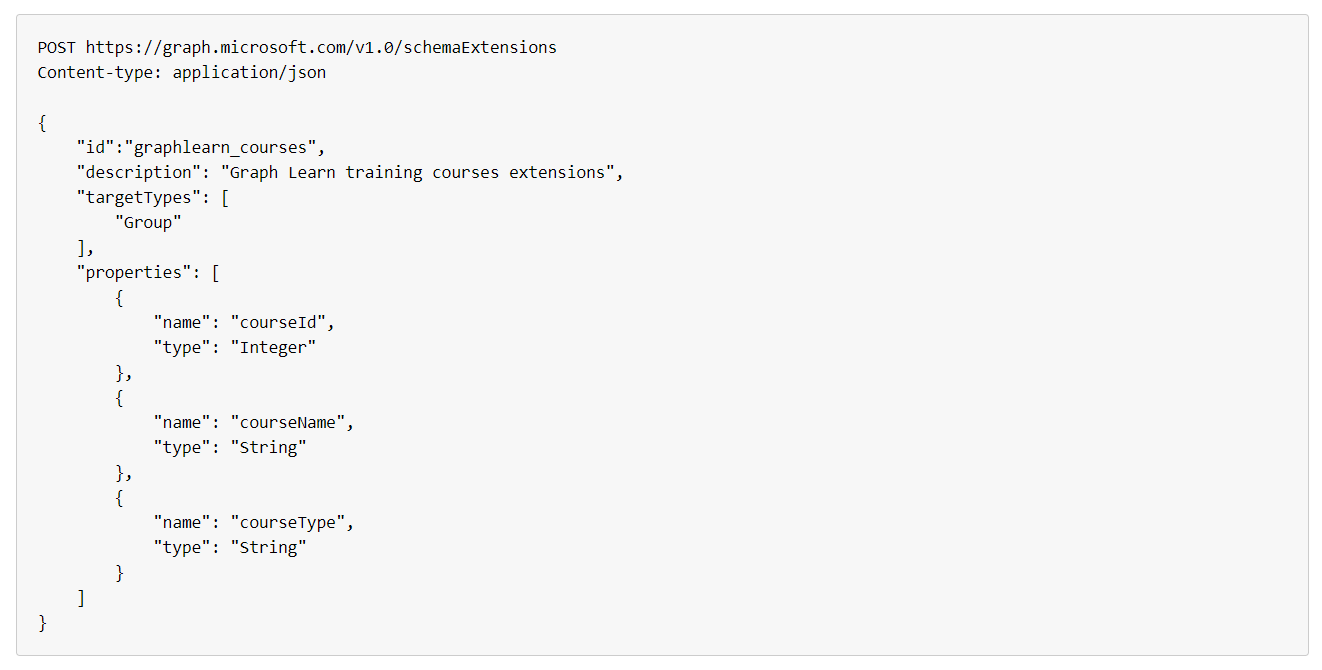 POST https://graph.microsoft.com/v1.0/schemaExtensions
Content-type: application/json

{
    "id":"graphlearn_courses",
    "description": "Graph Learn training courses extensions",
    "targetTypes": [
        "Group"
    ],
    "properties": [
        {
            "name": "courseId",
            "type": "Integer"
        },
        {
            "name": "courseName",
            "type": "String"
        },
        {
            "name": "courseType",
            "type": "String"
        }
    ]
}